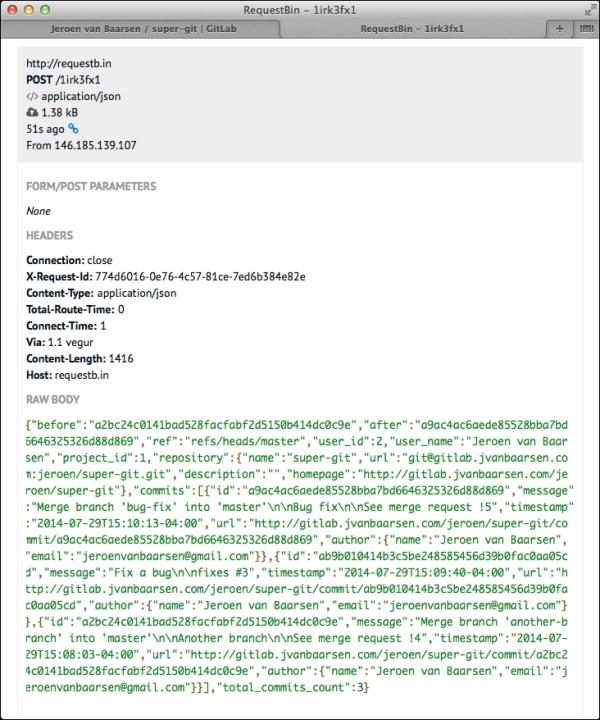 RequestBin – 1irk3fx1
Jeroen van Baarsen / super-git | GitLab
RequestBin – 1irk3fx1
+
http://requestb.in
POST /1irk3fx1
</> application/json
1.38 kB
51s ago
From 146.185.139.107
FORM/POST PARAMETERS
None
HEADERS
Connection: close
X-Request-Id: 774d6016-0e76-4c57-81ce-7ed6b384e82e
Content-Type: application/json
Total-Route-Time: 0
Connect-Time: 1
Via: 1.1 vegur
Content-Length: 1416
Host: requestb.in
RAW BODY
{"before":"a2bc24c0141bad528facfabf2d5150b414dc0c9e","after":"a9ac4ac6aede85528bba7bd
6646325326d88d869","ref":"refs/heads/master","user_id":2,"user_name":"Jeroen van Baar
sen","project_id":1,"repository":{"name":"super-git","url":"git@gitlab.jvanbaarsen.co
m:jeroen/super-git.git","description":"","homepage":"http://gitlab.jvanbaarsen.com/je
roen/super-git"},"commits":[{"id":"a9ac4ac6aede85528bba7bd6646325326d88d869","message"
"Merge branch 'bug-fix' into 'master'\n\nBug fix\n\nSee merge request !5","timestamp"
"2014-07-29T15:10:13-04:00","url":"http://gitlab.jvanbaarsen.com/jeroen/super-git/co
mmit/a9ac4ac6aede85528bba7bd6646325326d88d869","author":{"name":"Jeroen van Baarsen",
"email":"jeroenvanbaarsen@gmail.com"}},{"id":"ab9b010414b3c5be248585456d39b0fac0aa05c
d","message":"Fix a bug\n\nfixes #3","timestamp":"2014-07-29T15:09:40-04:00","url":"h
ttp://gitlab.jvanbaarsen.com/jeroen/super-git/commit/ab9b010414b3c5be248585456d39b0fa
c0aa05cd","author":{"name":"Jeroen van Baarsen","email":"jeroenvanbaarsen@gmail.com"}
},{"id":"a2bc24c0141bad528facfabf2d5150b414dc0c9e","message":"Merge branch 'another-b
ranch' into 'master'\n\nAnother branch\n\nSee merge request !4","timestamp":"2014-07-
29T15:08:03-04:00","url":"http://gitlab.jvanbaarsen.com/jeroen/super-git/commit/a2bc2
4c0141bad528facfabf2d5150b414dc0c9e","author":{"name":"Jeroen van Baarsen","email":"j
eroenvanbaarsen@gmail.com"}}],"total_commits_count":3}